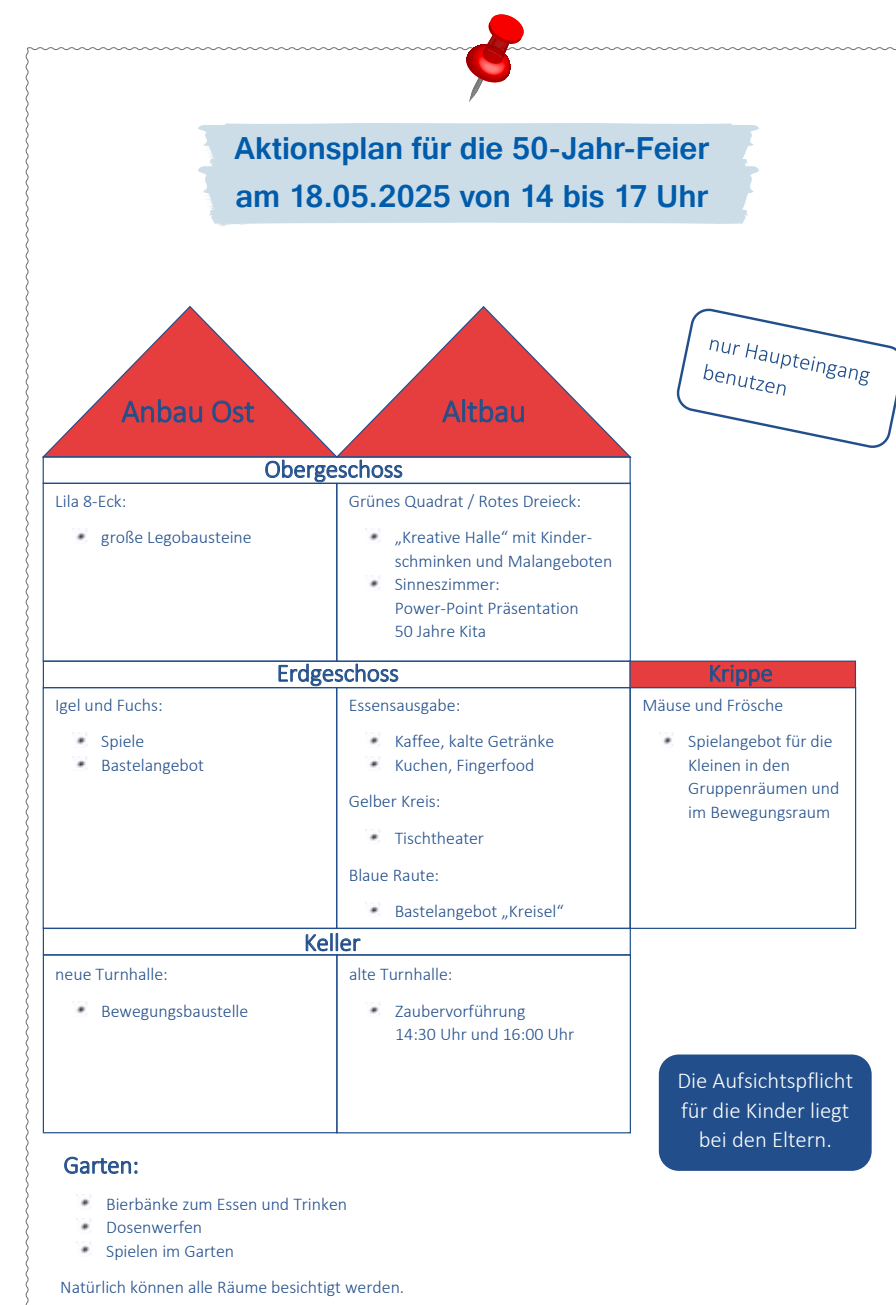 Aktionsplan für die 50-Jahr-Feier
am 18.05.2025 von 14 bis 17 Uhr
nur Haupteingang
benutzen
Anbau Ost
Altbau
Obergeschoss
Lila 8-Eck:
große Legobausteine
Grünes Quadrat / Rotes Dreieck:
„Kreative Halle“ mit Kinder-
schminken und Malangeboten
Sinneszimmer:
Power-Point Präsentation
50 Jahre Kita
Erdgeschoss
Krippe
Igel und Fuchs:
Spiele
Bastelangebot
Essensausgabe:
Kaffee, kalte Getränke
Kuchen, Fingerfood
Gelber Kreis:
Tischtheater
Blaue Raute:
Bastelangebot „Kreisel“
Mäuse und Frösche
Spielangebot für die
Kleinen in den
Gruppenräumen und
im Bewegungsraum
Keller
neue Turnhalle:
Bewegungsbaustelle
alte Turnhalle:
Zaubervorführung
14:30 Uhr und 16:00 Uhr
Die Aufsichtspflicht
für die Kinder liegt
bei den Eltern.
Garten:
Bierbänke zum Essen und Trinken
Dosenwerfen
Spielen im Garten
Natürlich können alle Räume besichtigt werden.